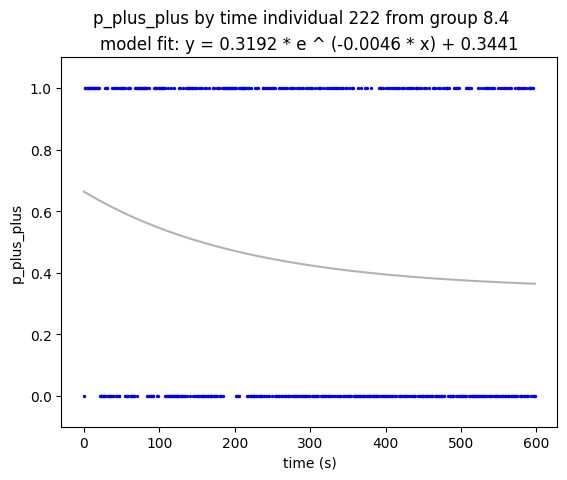 p_plus_plus by time individual 222 from group 8.4
model fit: y = 0.3192 * e ^ (-0.0046 * x) + 0.3441
p_plus_plus
1.0
0.8
0.6
0.4
0.2
0.0
0 100 200 300 400 500 600
time (s)